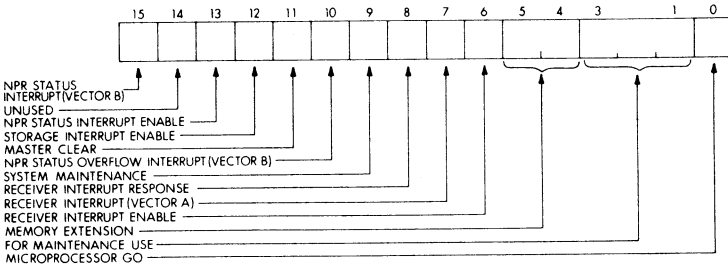 15 14 13 12 11 10 9 8 7 6 5 4 3 1 0
NPR STATUS
INTERRUPT (VECTOR B)
UNUSED
NPR STATUS INTERRUPT ENABLE
STORAGE INTERRUPT ENABLE
MASTER CLEAR
NPR STATUS OVERFLOW INTERRUPT (VECTOR B)
SYSTEM MAINTENANCE
RECEIVER INTERRUPT RESPONSE
RECEIVER INTERRUPT (VECTOR A)
RECEIVER INTERRUPT ENABLE
MEMORY EXTENSION
FOR MAINTENANCE USE
MICROPROCESSOR GO